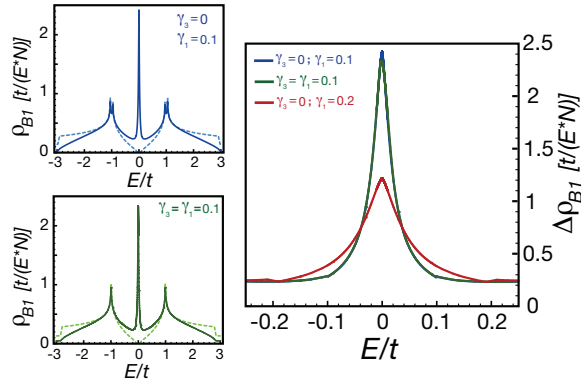 ρB1 [t/(E*N)]
2
1
0
γ3=0
γ1=0.1
-3 -2 -1 0 1 2 3
E/t
ρB1 [t/(E*N)]
2
1
0
γ3= γ1=0.1
-3 -2 -1 0 1 2 3
E/t
γ3=0 ; γ1=0.1
γ3= γ1=0.1
γ3=0 ; γ1=0.2
2.5
2
1.5
1
0.5
0
ΔρB1 [t/(E*N)]
-0.2 -0.1 0 0.1 0.2
E/t